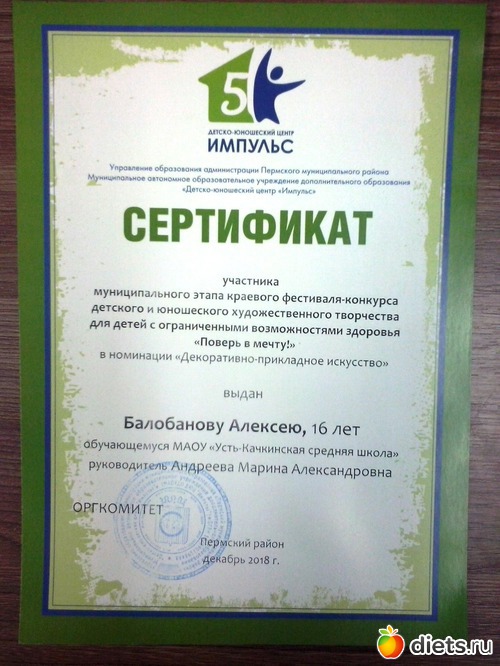 5
ДЕТСКО-ЮНОШЕСКИЙ ЦЕНТР
ИМПУЛЬС
Управление образования администрации Пермского муниципального района
Муниципальное автономное образовательное учреждение дополнительного образования
«Детско-юношеский центр «Импульс»
СЕРТИФИКАТ
участника
муниципального этапа краевого фестиваля-конкурса
детского и юношеского художественного творчества
для детей с ограниченными возможностями здоровья
«Поверь в мечту!»
в номинации «Декоративно-прикладное искусство»
выдан
Балобанову Алексею, 16 лет
обучающемуся МАОУ «Усть-Качкинская средняя школа»
руководитель Андреева Марина Александровна
ОРГКОМИТЕТ
Пермский район
декабрь 2018 г.
diets.ru